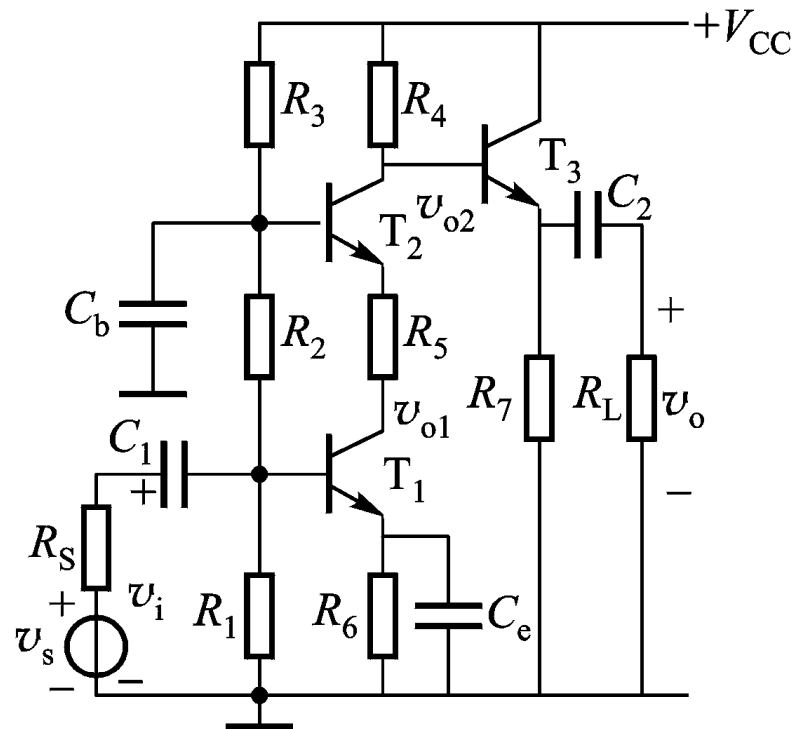 +V_CC
R_3
R_4
T_3
C_2
v_o2
T_2
C_b
R_2
R_5
+
R_7
R_L
v_o
v_o1
C_1
+
T_1
−
R_S
v_i
R_1
R_6
C_e
+
v_s
−
−